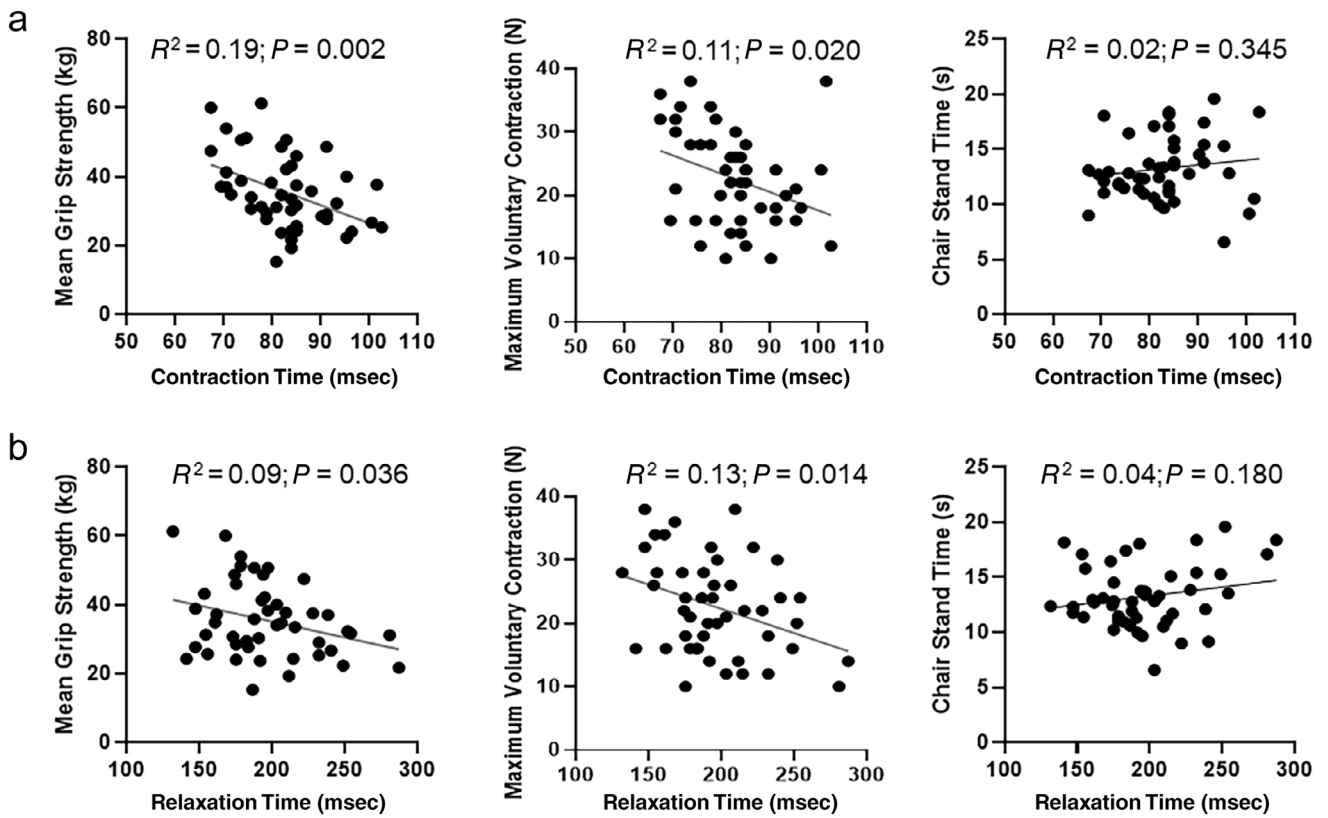 a
R² = 0.19; P = 0.002
Mean Grip Strength (kg)
80
60
40
20
0
50 60 70 80 90 100 110
Contraction Time (msec)
R² = 0.11; P = 0.020
Maximum Voluntary Contraction (N)
40
30
20
10
0
50 60 70 80 90 100 110
Contraction Time (msec)
R² = 0.02; P = 0.345
Chair Stand Time (s)
25
20
15
10
5
0
50 60 70 80 90 100 110
Contraction Time (msec)
b
R² = 0.09; P = 0.036
Mean Grip Strength (kg)
80
60
40
20
0
100 150 200 250 300
Relaxation Time (msec)
R² = 0.13; P = 0.014
Maximum Voluntary Contraction (N)
40
30
20
10
0
100 150 200 250 300
Relaxation Time (msec)
R² = 0.04; P = 0.180
Chair Stand Time (s)
25
20
15
10
5
0
100 150 200 250 300
Relaxation Time (msec)